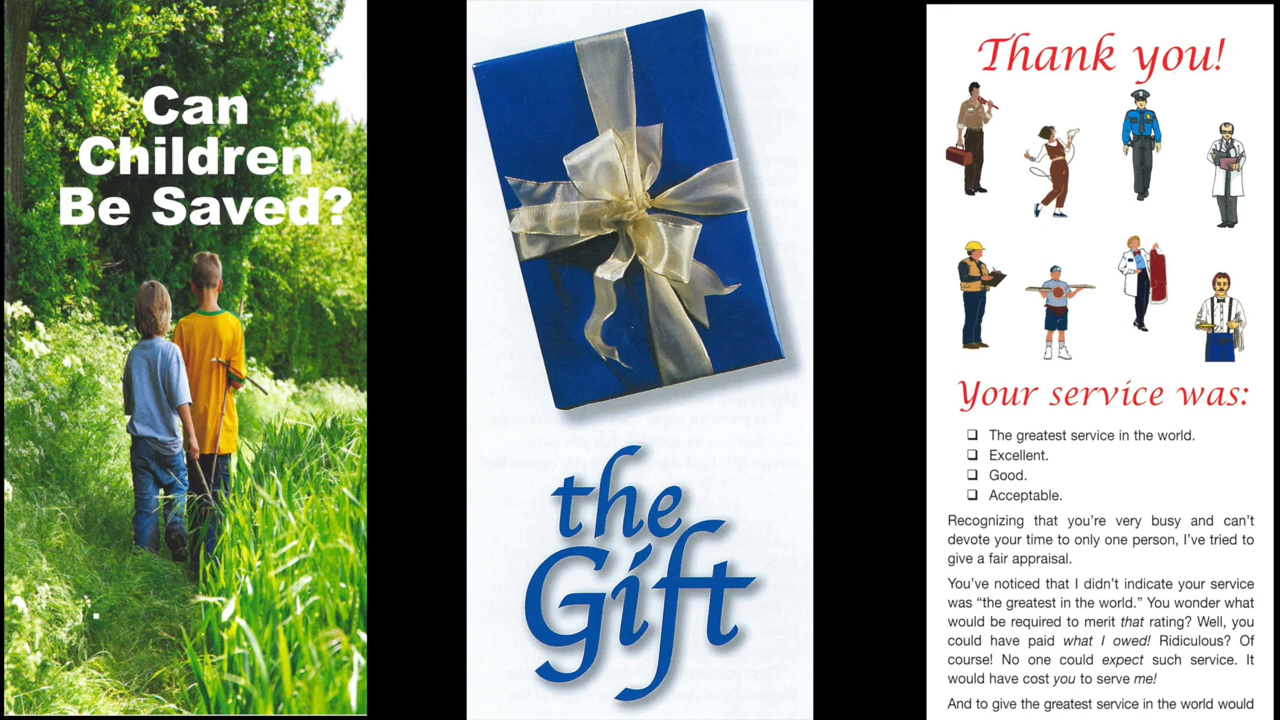 Can
Children
Be Saved?
the
Gift
Thank you!
Your service was:
❑ The greatest service in the world.
❑ Excellent.
❑ Good.
❑ Acceptable.
Recognizing that you’re very busy and can’t
devote your time to only one person, I’ve tried to
give a fair appraisal.
You’ve noticed that I didn’t indicate your service
was “the greatest in the world.” You wonder what
would be required to merit that rating? Well, you
could have paid what I owed! Ridiculous? Of
course! No one could expect such service. It
would have cost you to serve me!
And to give the greatest service in the world would